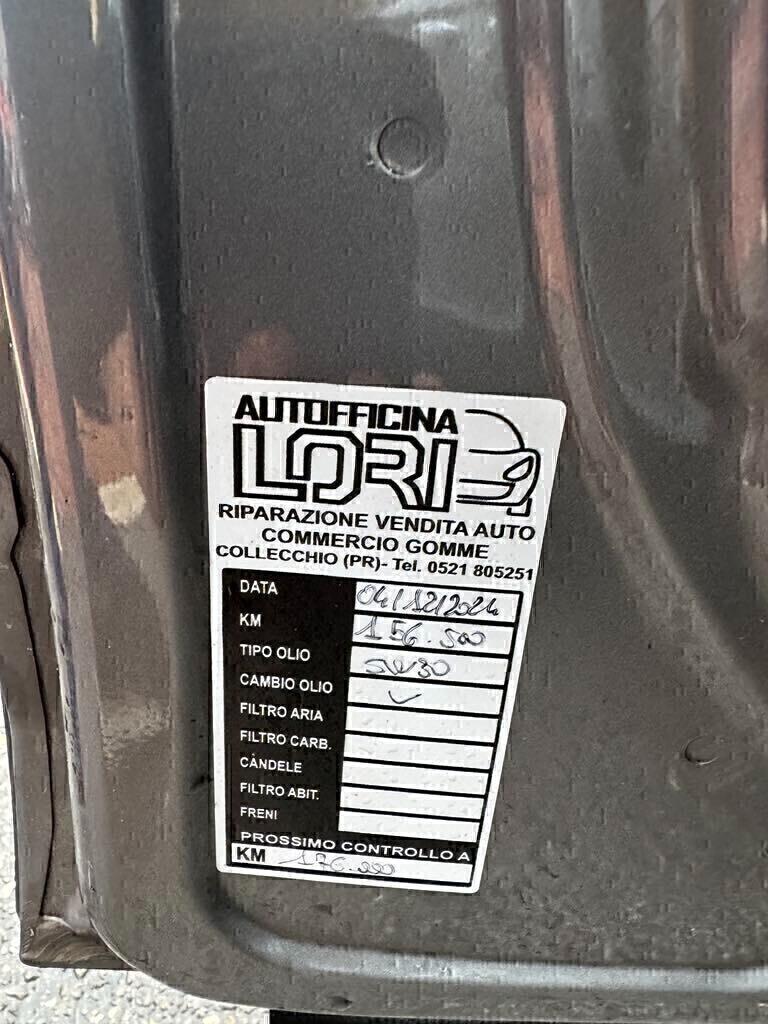 AUTOFFICINA
LORI
RIPARAZIONE VENDITA AUTO
COMMERCIO GOMME
COLLECCHIO (PR)- Tel. 0521 805251
DATA 04/12/2024
KM 156.500
TIPO OLIO 5W30
CAMBIO OLIO ✓
FILTRO ARIA
FILTRO CARB.
CANDELE
FILTRO ABIT.
FRENI
PROSSIMO CONTROLLO A
KM